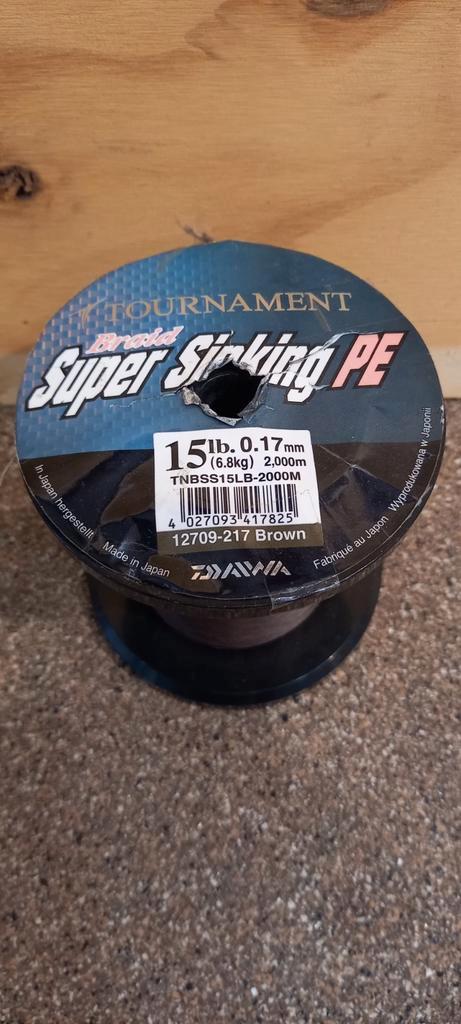 TOURNAMENT
Braid
Super Sinking PE
15lb. 0.17mm
(6.8kg) 2,000m
TNBSS15LB-2000M
4 027093 417825
12709-217 Brown
In Japan hergestellt Made in Japan
DAIWA
Fabriqué au Japon Wyprodukowana w Japonii